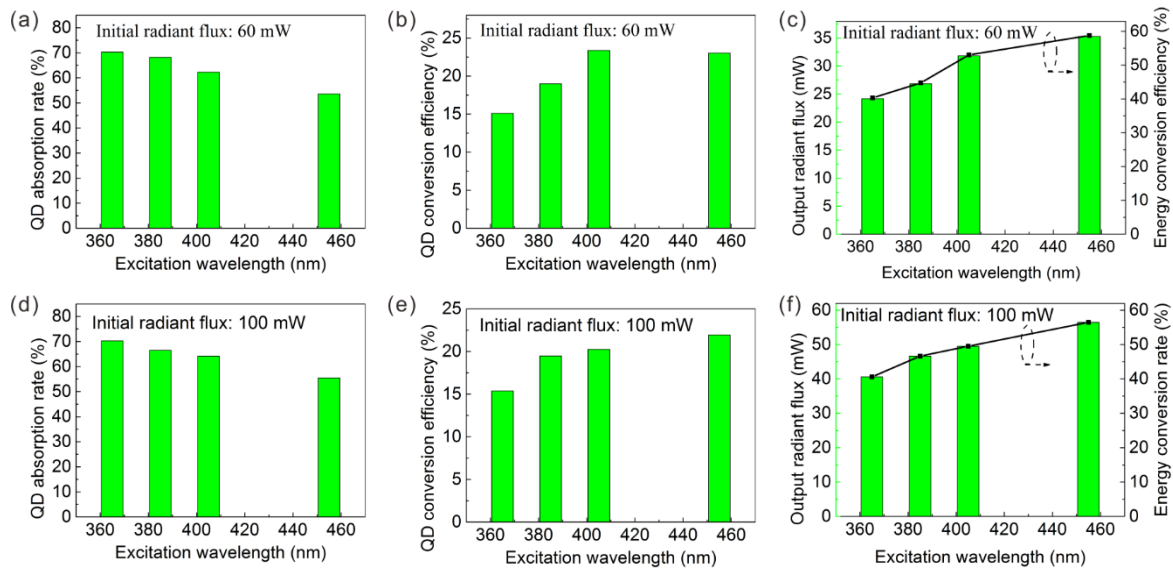 (a)
Initial radiant flux: 60 mW
QD absorption rate (%)
80
70
60
50
40
30
20
10
0
360 380 400 420 440 460
Excitation wavelength (nm)
(b)
Initial radiant flux: 60 mW
QD conversion efficiency (%)
25
20
15
10
5
0
360 380 400 420 440 460
Excitation wavelength (nm)
(c)
Initial radiant flux: 60 mW
Output radiant flux (mW)
35
30
25
20
15
10
5
0
60
50
40
30
20
10
0
Energy conversion efficiency (%)
360 380 400 420 440 460
Excitation wavelength (nm)
(d)
Initial radiant flux: 100 mW
QD absorption rate (%)
80
70
60
50
40
30
20
10
0
360 380 400 420 440 460
Excitation wavelength (nm)
(e)
Initial radiant flux: 100 mW
QD conversion efficiency (%)
25
20
15
10
5
0
360 380 400 420 440 460
Excitation wavelength (nm)
(f)
Initial radiant flux: 100 mW
Output radiant flux (mW)
60
50
40
30
20
10
0
60
50
40
30
20
10
0
Energy conversion rate (%)
360 380 400 420 440 460
Excitation wavelength (nm)